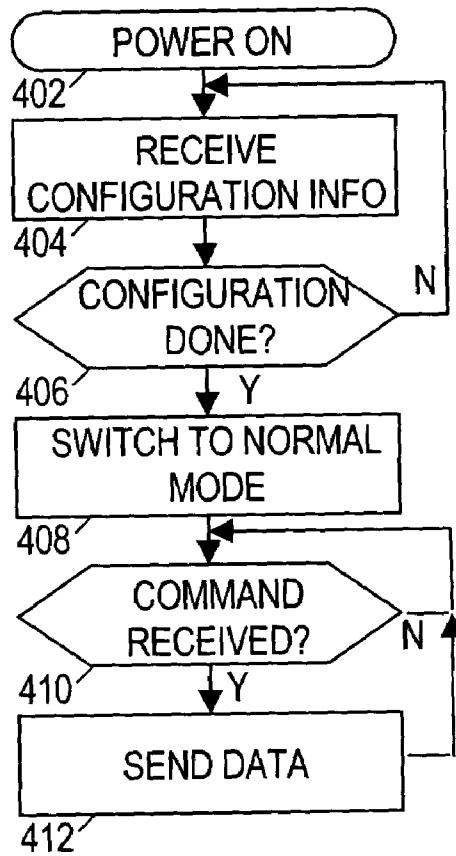 POWER ON
402
RECEIVE
CONFIGURATION INFO
404
CONFIGURATION
DONE?
N
406
Y
SWITCH TO NORMAL
MODE
408
COMMAND
RECEIVED?
N
410
Y
SEND DATA
412